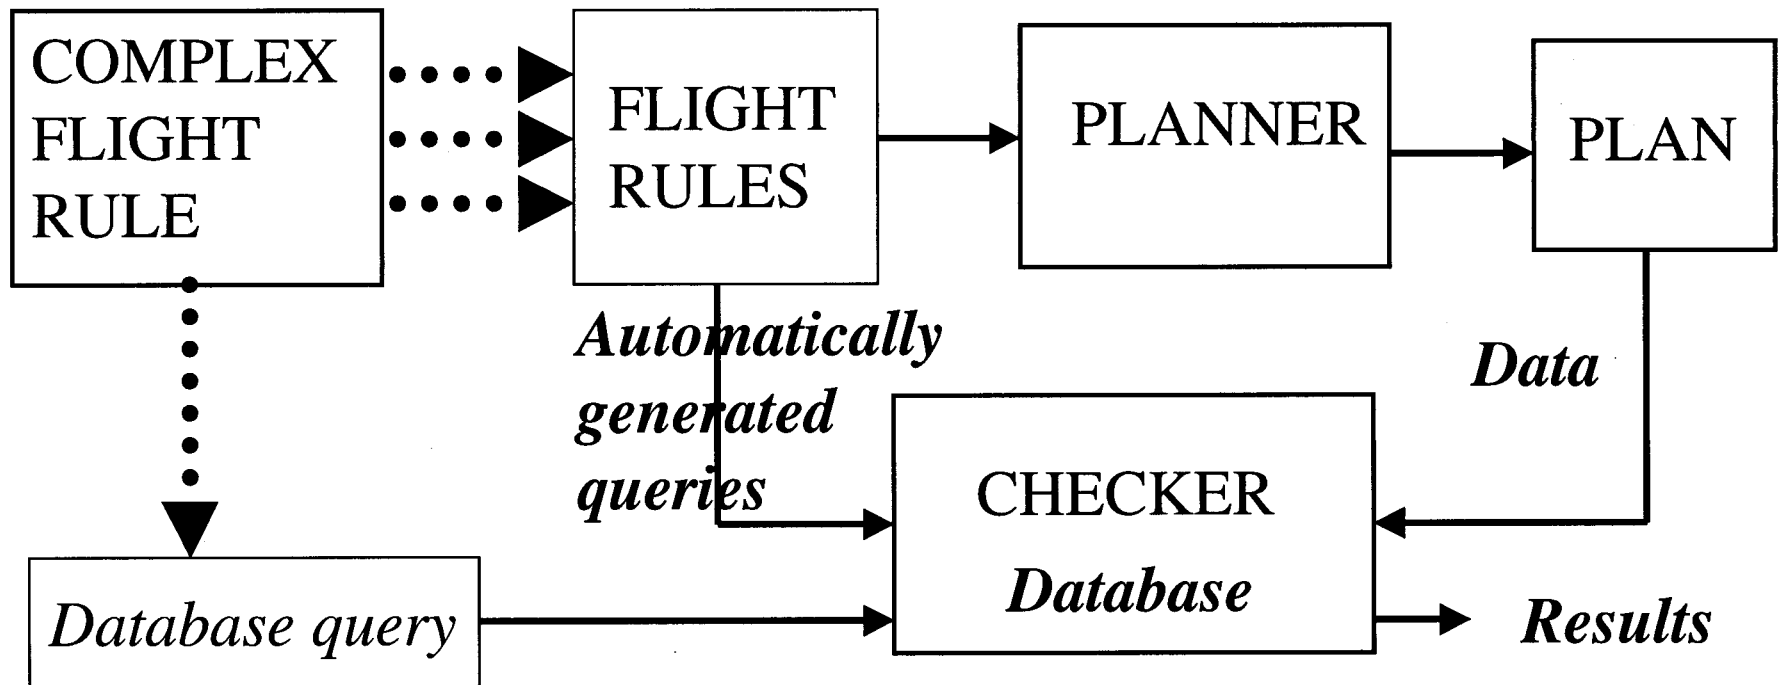 COMPLEX
FLIGHT
RULE
FLIGHT
RULES
PLANNER
PLAN
Automatically
generated
queries
Data
CHECKER
Database
Database query
Results